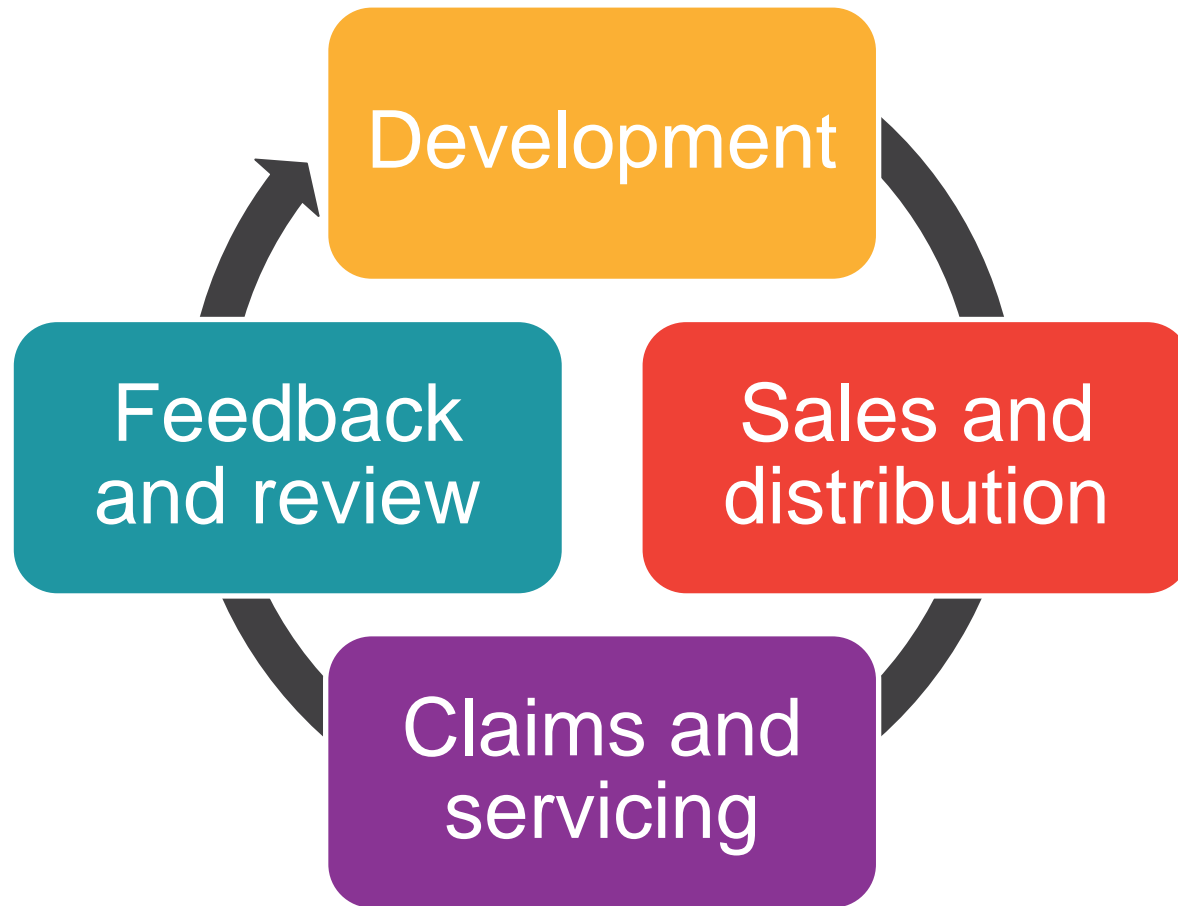 Development
Feedback
and review
Sales and
distribution
Claims and
servicing